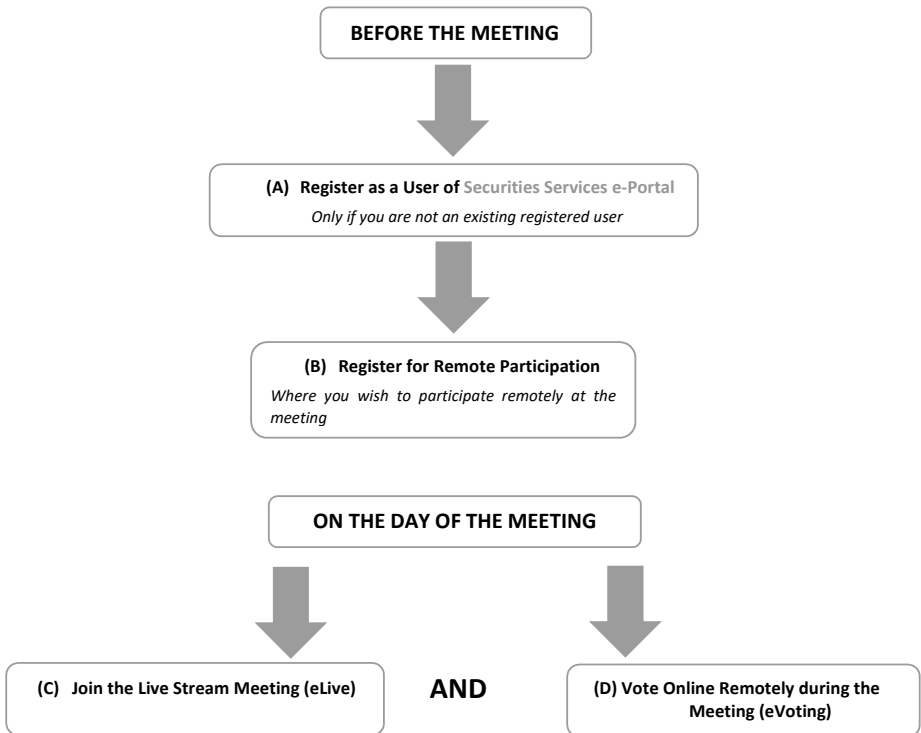 BEFORE THE MEETING
(A) Register as a User of Securities Services e-Portal
Only if you are not an existing registered user
(B) Register for Remote Participation
Where you wish to participate remotely at the
meeting
ON THE DAY OF THE MEETING
(C) Join the Live Stream Meeting (eLive)
AND
(D) Vote Online Remotely during the
Meeting (eVoting)